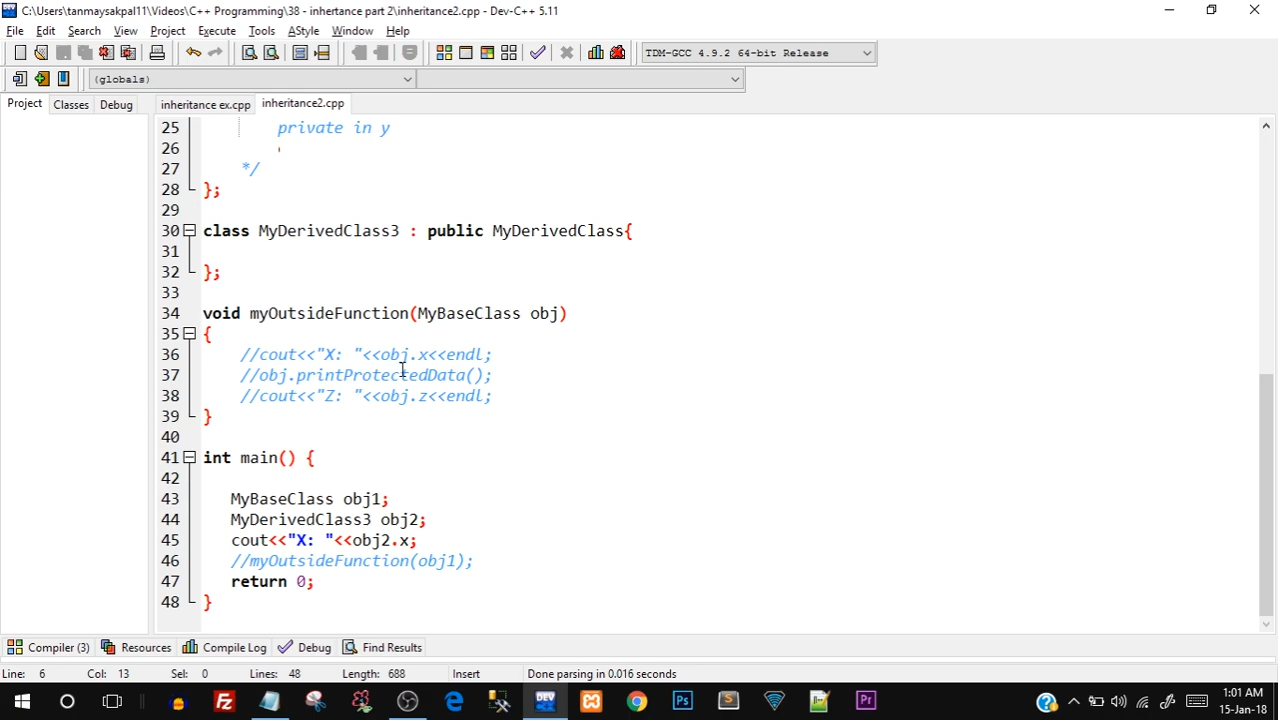 C:\Users\tanmaysakpal11\Videos\C++ Programming\38 - inhertance part 2\inheritance2.cpp - Dev-C++ 5.11
File Edit Search View Project Execute Tools AStyle Window Help
TDM-GCC 4.9.2 64-bit Release
(globals)
Project Classes Debug inheritance ex.cpp inheritance2.cpp
25 private in y
26
27 */
28 };
29
30 class MyDerivedClass3 : public MyDerivedClass{
31
32 };
33
34 void myOutsideFunction(MyBaseClass obj)
35 {
36 //cout<<"X: "<<obj.x<<endl;
37 //obj.printProtectedData();
38 //cout<<"Z: "<<obj.z<<endl;
39 }
40
41 int main() {
42
43 MyBaseClass obj1;
44 MyDerivedClass3 obj2;
45 cout<<"X: "<<obj2.x;
46 //myOutsideFunction(obj1);
47 return 0;
48 }
Compiler (3) Resources Compile Log Debug Find Results
Line: 6 Col: 13 Sel: 0 Lines: 48 Length: 688 Insert Done parsing in 0.016 seconds
1:01 AM
15-Jan-18